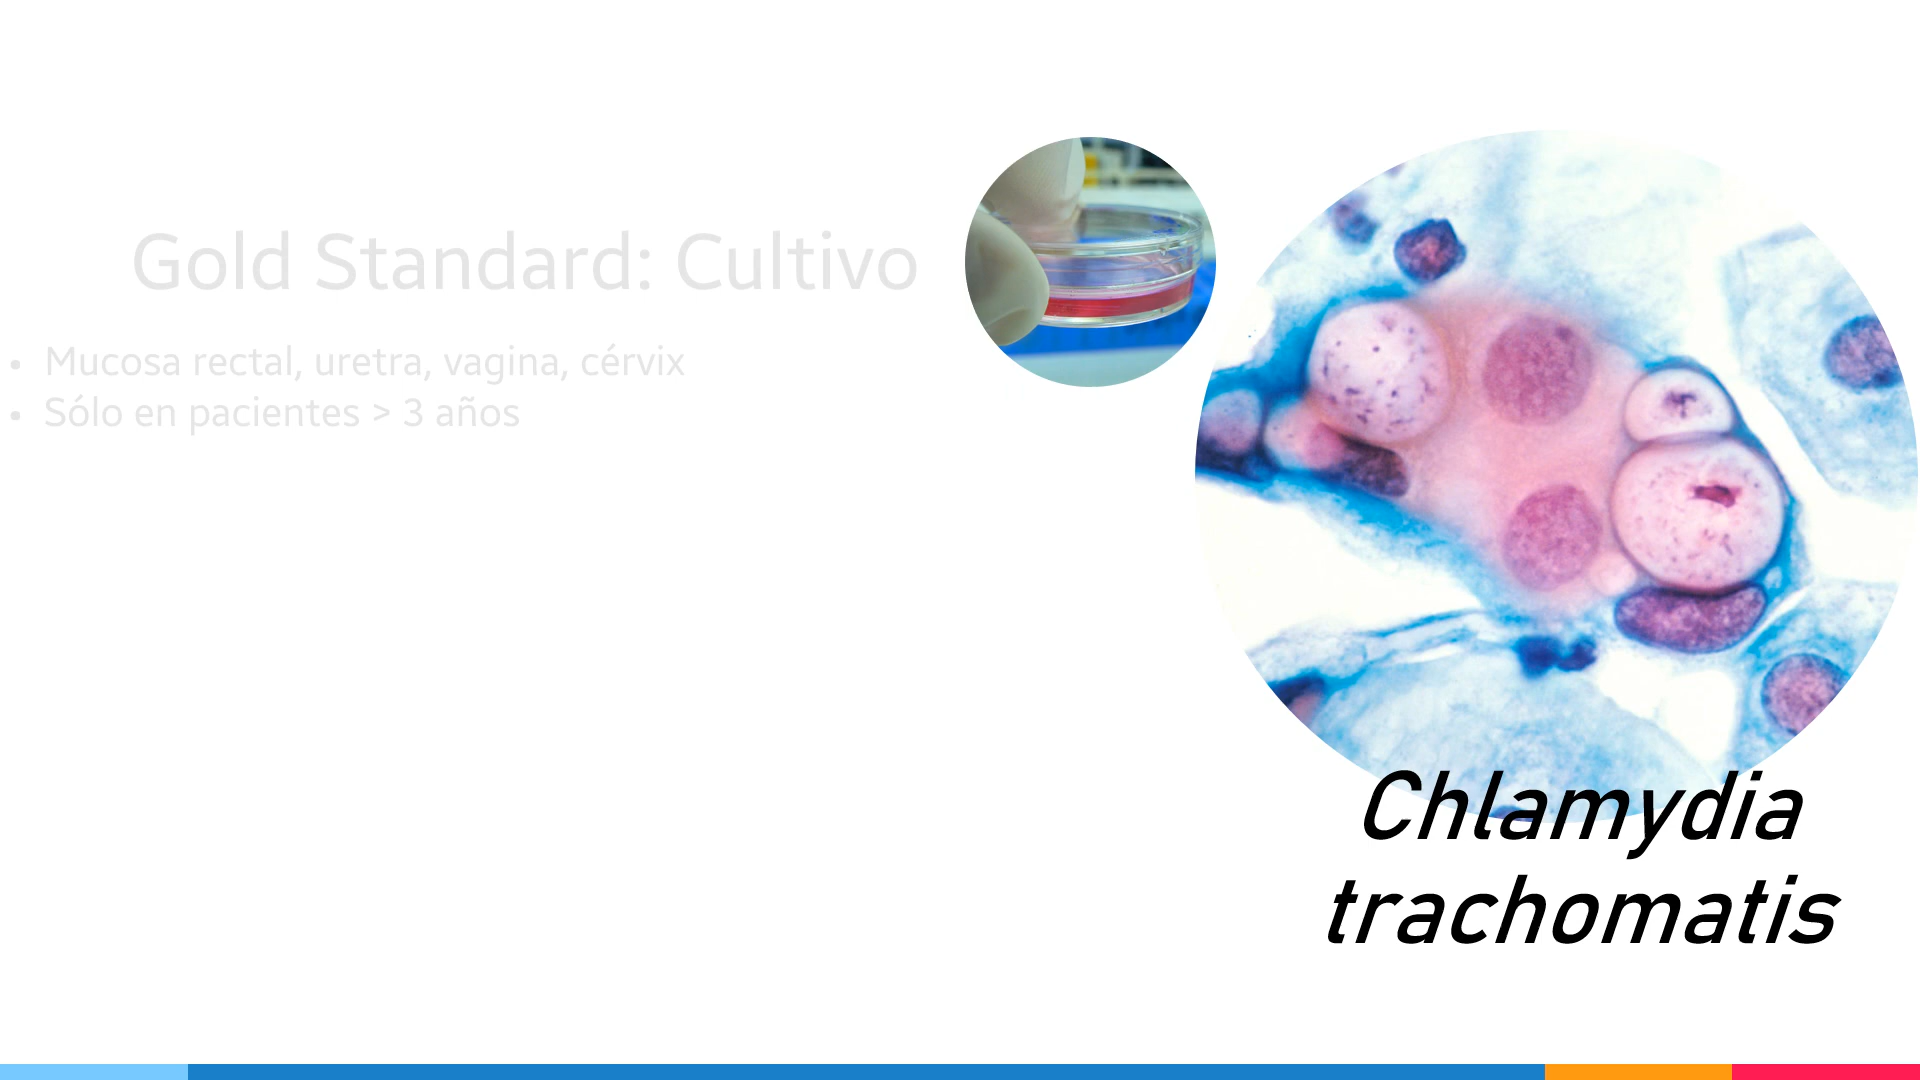 Gold Standard: Cultivo
• Mucosa rectal, uretra, vagina, cérvix
• Sólo en pacientes > 3 años
Chlamydia
trachomatis